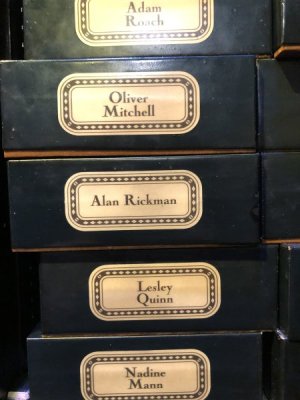 Adam
Roach
Oliver
Mitchell
Alan Rickman
Lesley
Quinn
Nadine
Mann